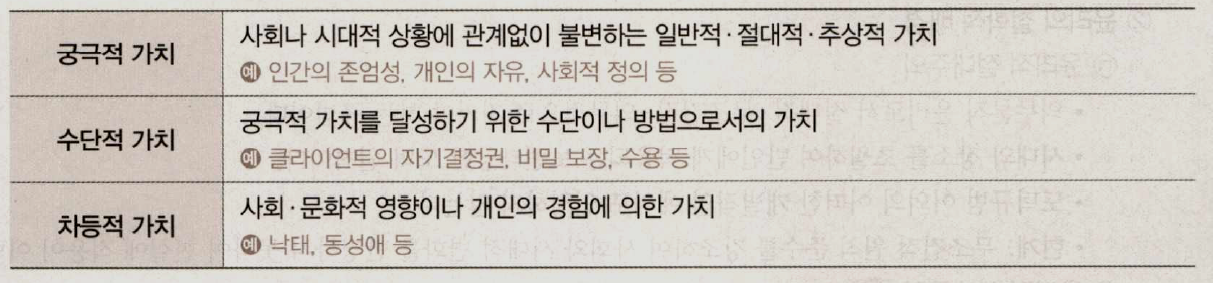 궁극적 가치
사회나 시대적 상황에 관계없이 불변하는 일반적·절대적·추상적 가치
예 인간의 존엄성, 개인의 자유, 사회적 정의 등
수단적 가치
궁극적 가치를 달성하기 위한 수단이나 방법으로서의 가치
예 클라이언트의 자기결정권, 비밀 보장, 수용 등
차등적 가치
사회·문화적 영향이나 개인의 경험에 의한 가치
예 낙태, 동성애 등